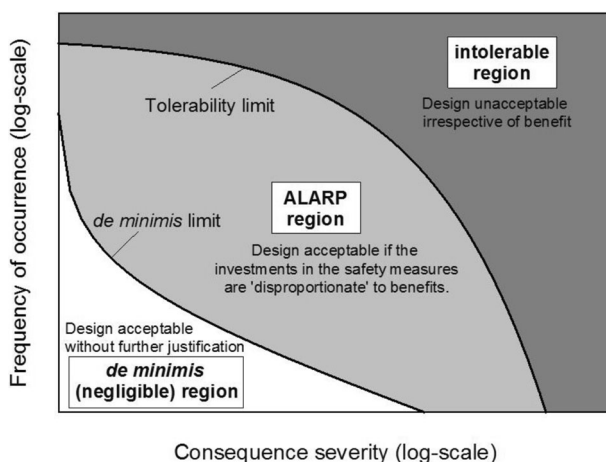 Frequency of occurrence (log-scale)
intolerable
region
Design unacceptable
irrespective of benefit
Tolerability limit
ALARP
region
Design acceptable if the
investments in the safety measures
are 'disproportionate' to benefits.
de minimis limit
Design acceptable
without further justification
de minimis
(negligible) region
Consequence severity (log-scale)